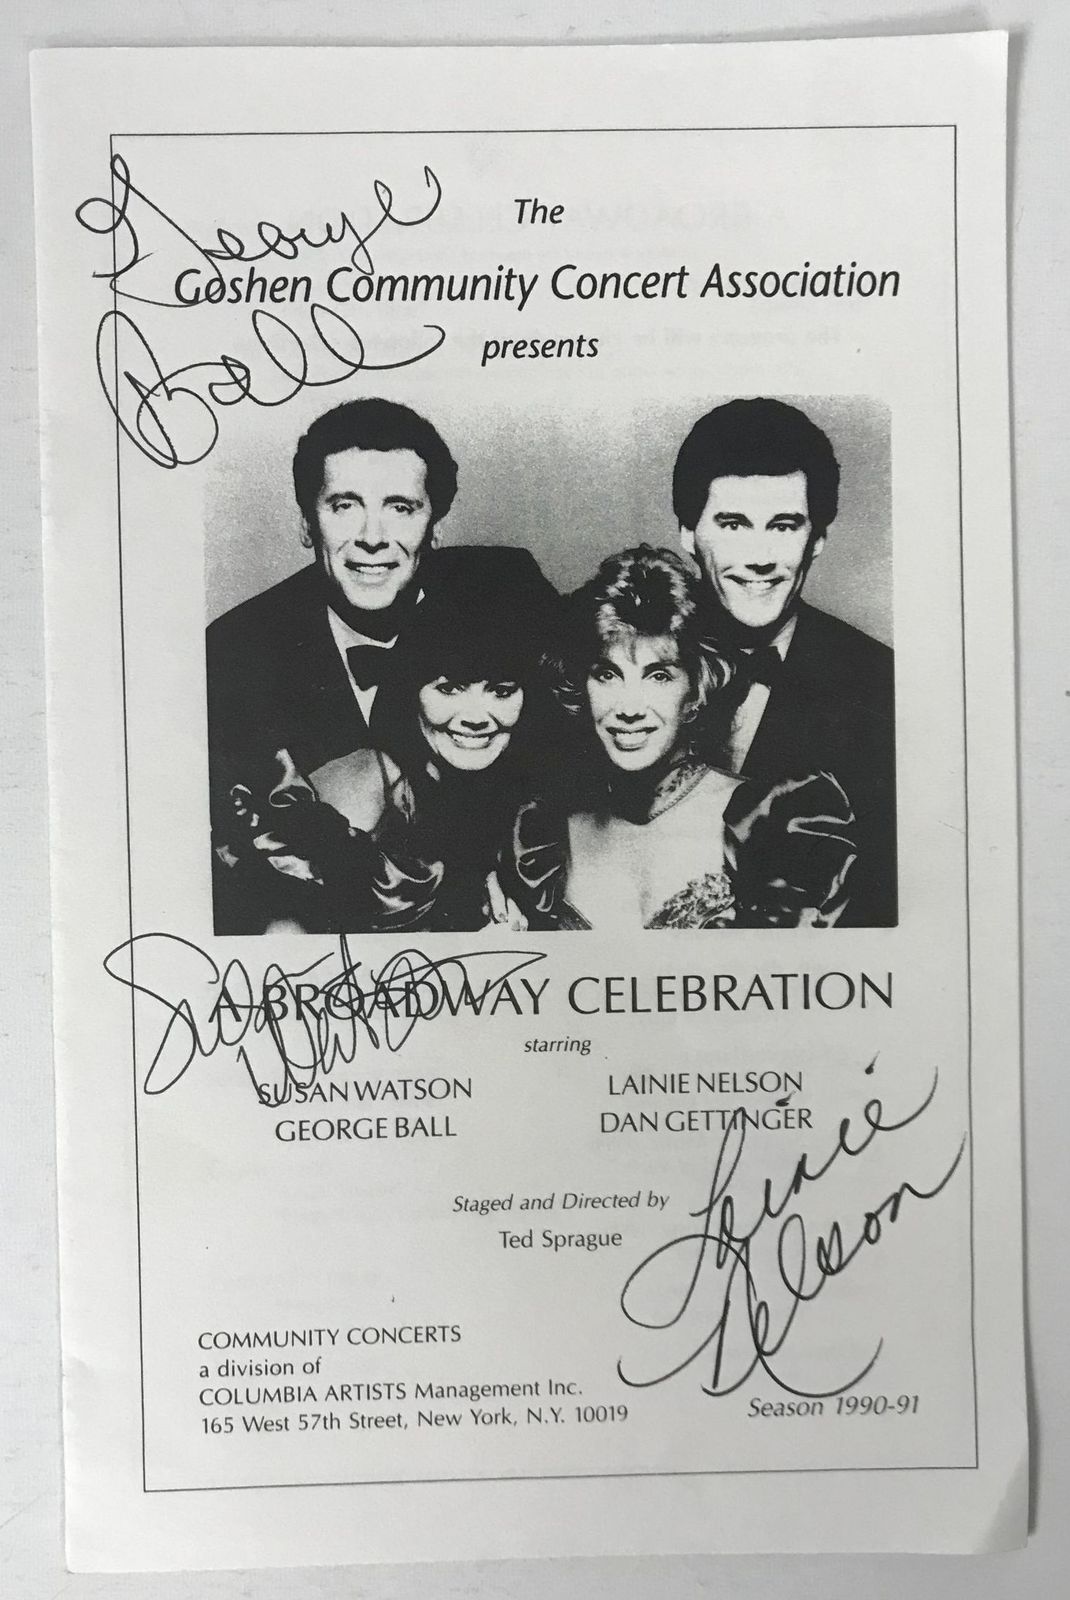 George
Ball
The
Goshen Community Concert Association
presents
Susan
Watson
A BROADWAY CELEBRATION
starring
SUSAN WATSON
LAINIE NELSON
GEORGE BALL
DAN GETTINGER
Lainie
Nelson
Staged and Directed by
Ted Sprague
COMMUNITY CONCERTS
a division of
COLUMBIA ARTISTS Management Inc.
165 West 57th Street, New York, N.Y. 10019
Season 1990-91